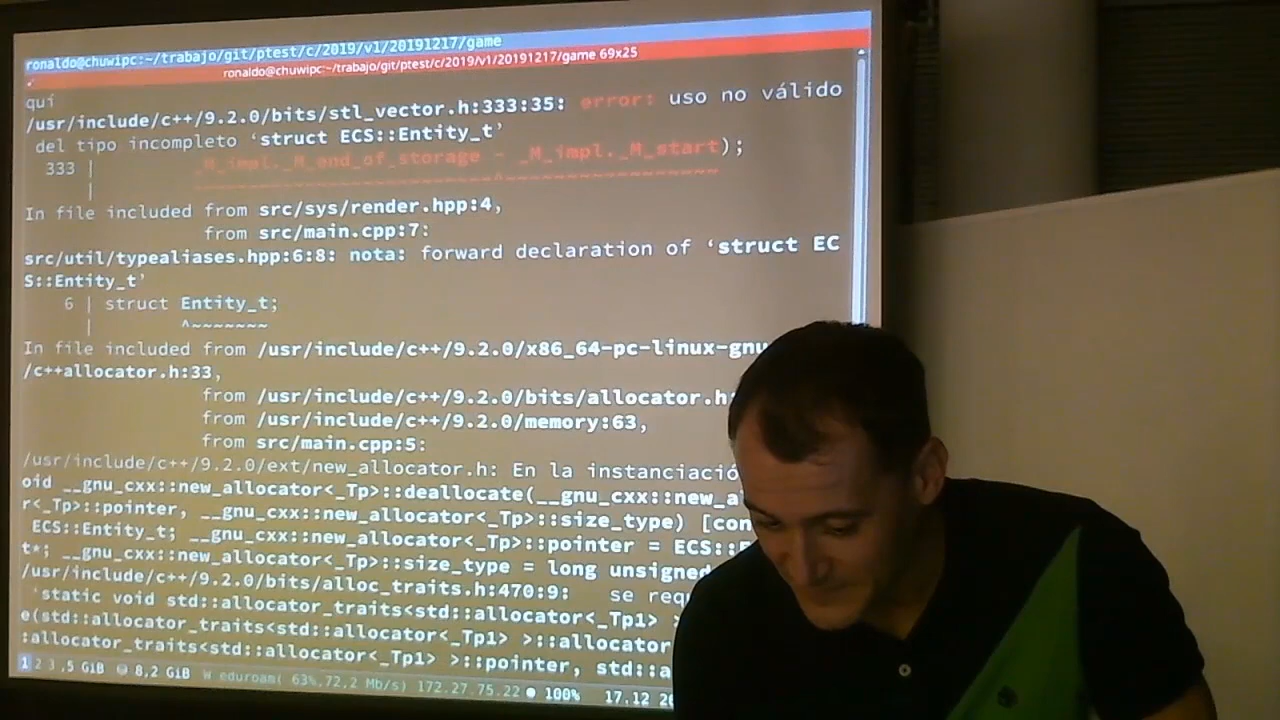 ronaldo@chuwipc:~/trabajo/git/ptest/c/2019/v1/20191217/game
ronaldo@chuwipc:~/trabajo/git/ptest/c/2019/v1/20191217/game 69x25
quí
/usr/include/c++/9.2.0/bits/stl_vector.h:333:35: error: uso no válido
del tipo incompleto ‘struct ECS::Entity_t’
333 | _M_impl._M_end_of_storage - _M_impl._M_start);
| ~~~~~~~~~~~~~~~~~~~~~~~~~~^~~~~~~~~~~~~~~~~~
In file included from src/sys/render.hpp:4,
from src/main.cpp:7:
src/util/typealiases.hpp:6:8: nota: forward declaration of ‘struct EC
S::Entity_t’
6 | struct Entity_t;
| ^~~~~~~~
In file included from /usr/include/c++/9.2.0/x86_64-pc-linux-gnu
/c++allocator.h:33,
from /usr/include/c++/9.2.0/bits/allocator.h:
from /usr/include/c++/9.2.0/memory:63,
from src/main.cpp:5:
/usr/include/c++/9.2.0/ext/new_allocator.h: En la instanciació
oid __gnu_cxx::new_allocator<_Tp>::deallocate(__gnu_cxx::new_a
r<_Tp>::pointer, __gnu_cxx::new_allocator<_Tp>::size_type) [con
ECS::Entity_t; __gnu_cxx::new_allocator<_Tp>::pointer = ECS::E
t*; __gnu_cxx::new_allocator<_Tp>::size_type = long unsigned
/usr/include/c++/9.2.0/bits/alloc_traits.h:470:9: se req
‘static void std::allocator_traits<std::allocator<_Tp1> >
e(std::allocator_traits<std::allocator<_Tp1> >::allocator
:allocator_traits<std::allocator<_Tp1> >::pointer, std::a
1 2 3 ,5 GiB 8,2 GiB W eduroam( 63%,72,2 Mb/s) 172.27.75.22 100% 17.12